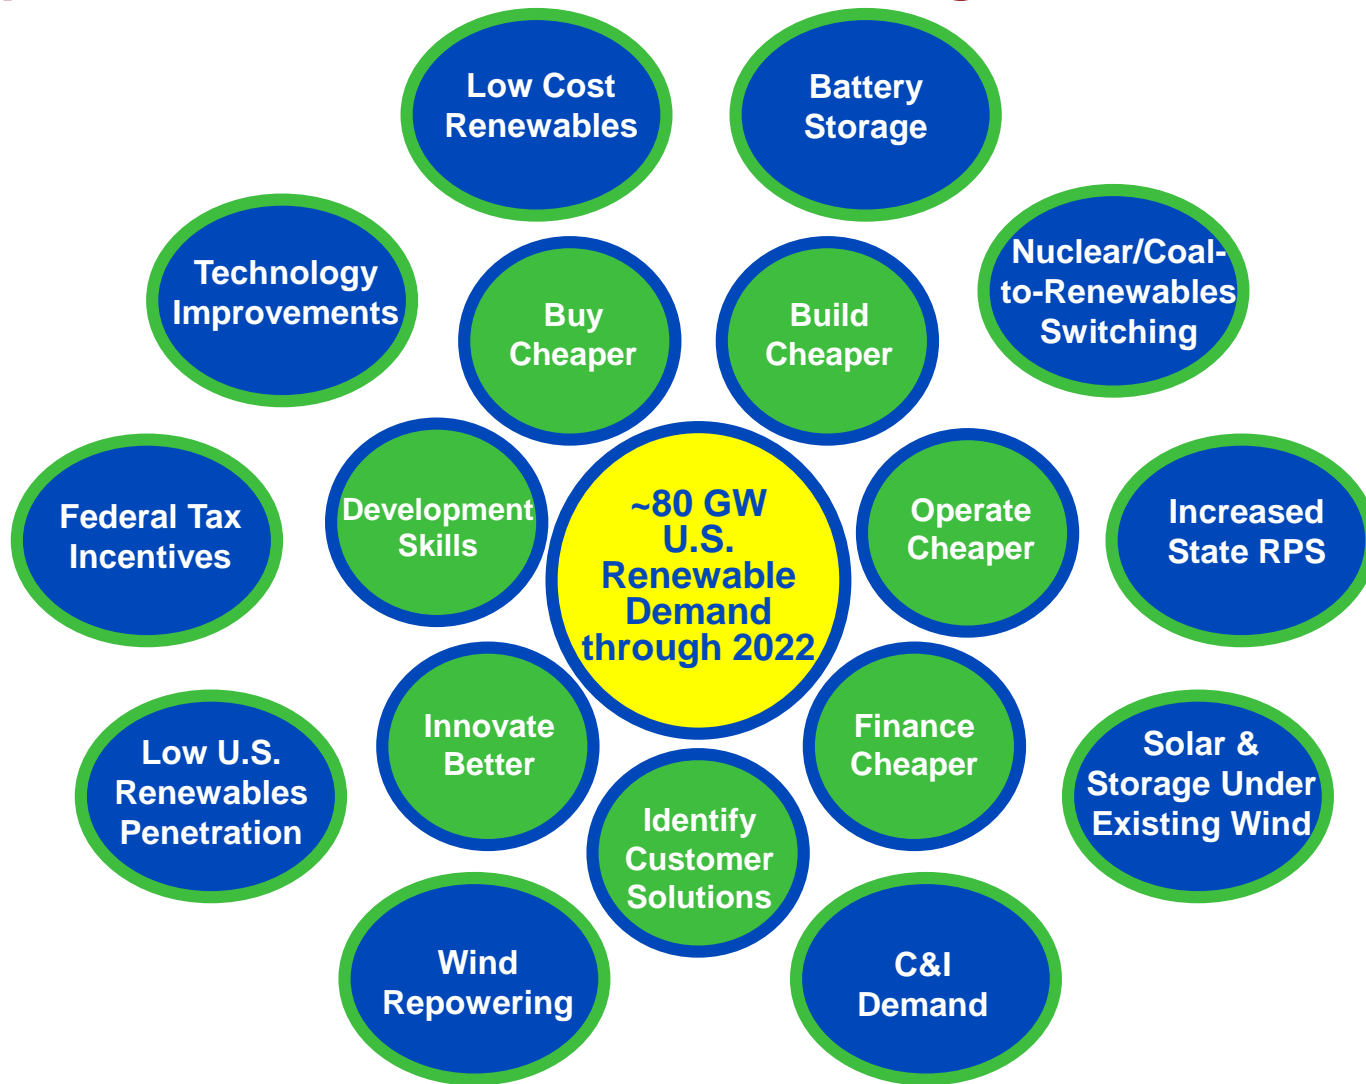 Low Cost
Renewables
Battery
Storage
Technology
Improvements
Nuclear/Coal-
to-Renewables
Switching
Buy
Cheaper
Build
Cheaper
Federal Tax
Incentives
Development
Skills
~80 GW
U.S.
Renewable
Demand
through 2022
Operate
Cheaper
Increased
State RPS
Low U.S.
Renewables
Penetration
Innovate
Better
Finance
Cheaper
Solar &
Storage Under
Existing Wind
Identify
Customer
Solutions
Wind
Repowering
C&I
Demand